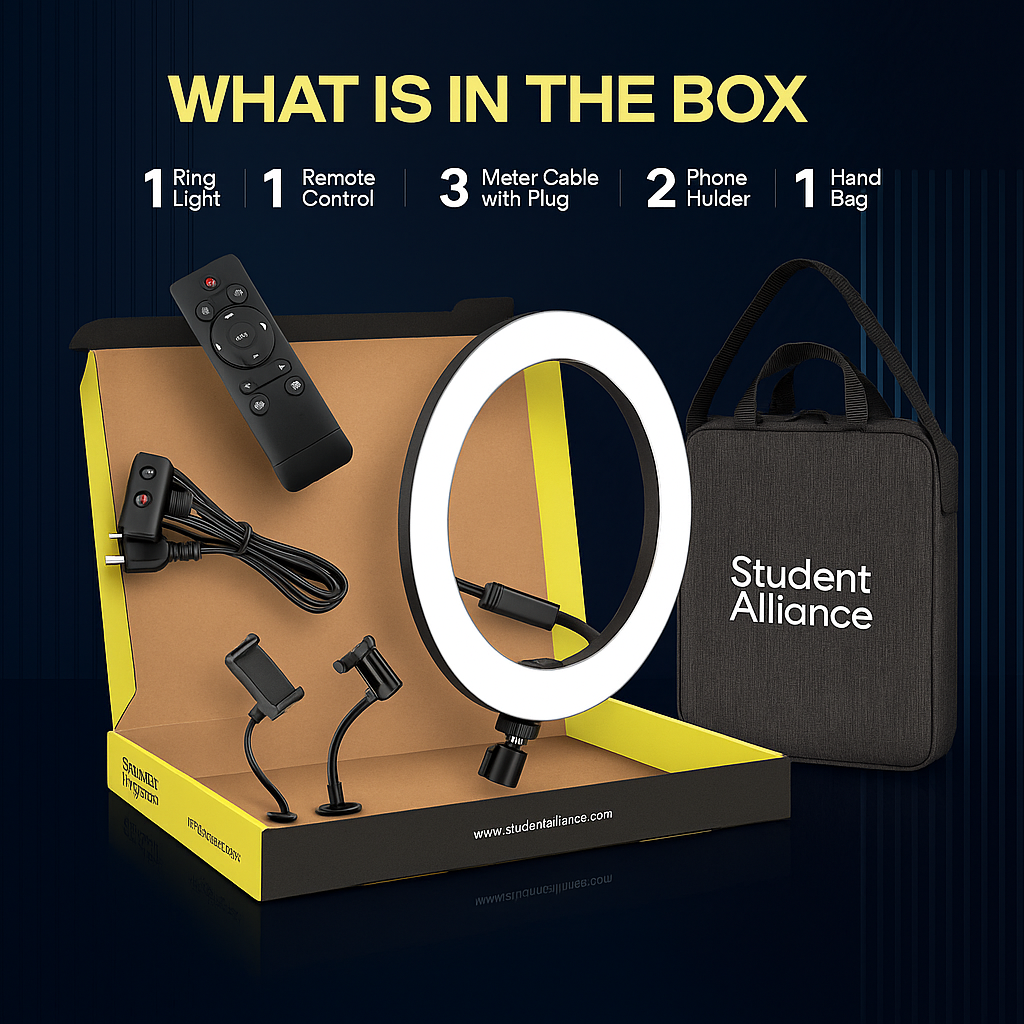 WHAT IS IN THE BOX
1 Ring Light
1 Remote Control
3 Meter Cable with Plug
2 Phone Hulder
1 Hand Bag
Student
Alliance
www.studentailliance.com